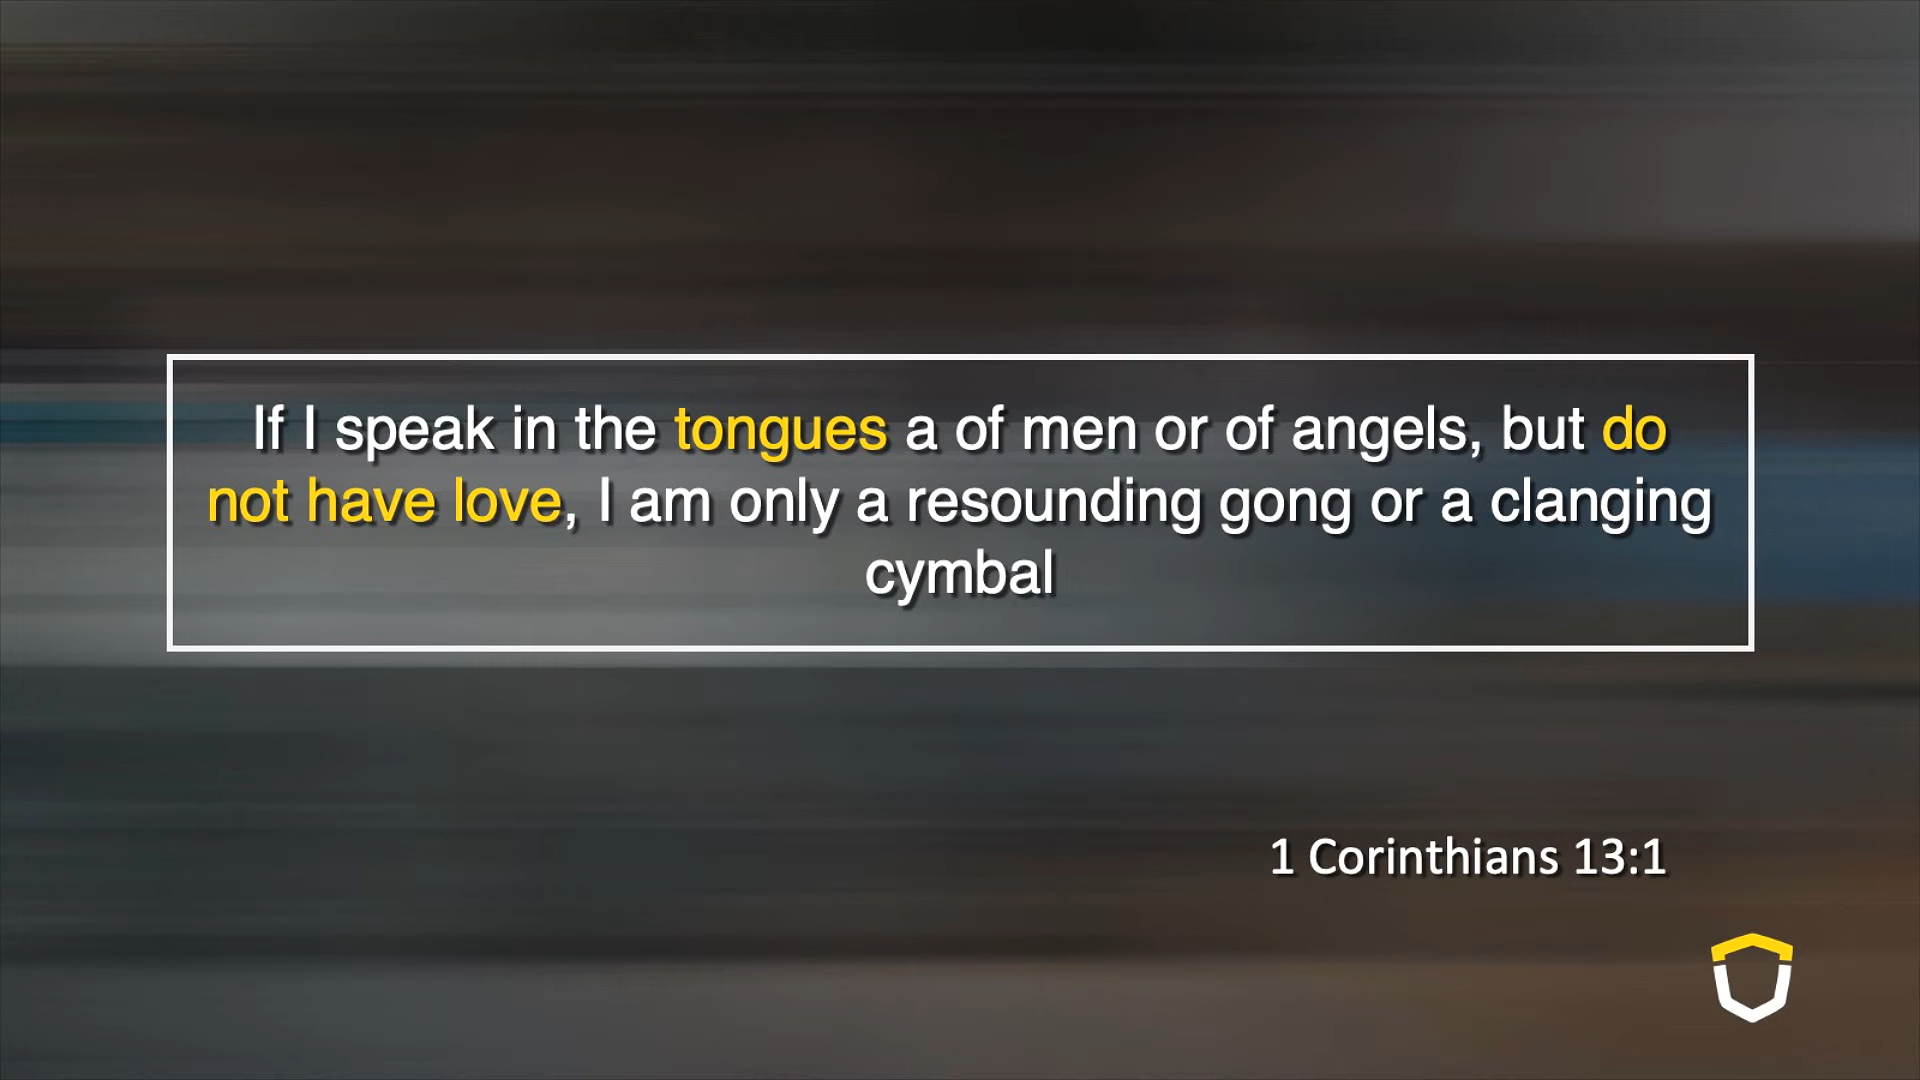 If I speak in the tongues a of men or of angels, but do
not have love, I am only a resounding gong or a clanging
cymbal
1 Corinthians 13:1